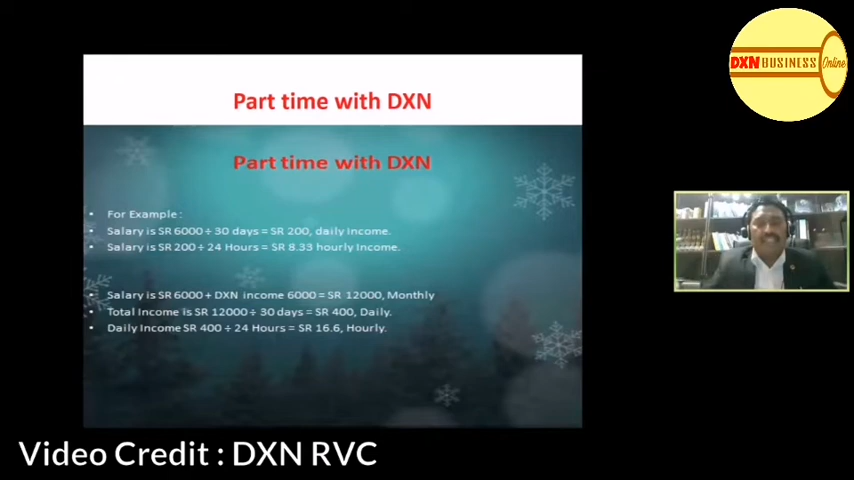 DXN BUSINESS Online
Part time with DXN
Part time with DXN
• For Example:
• Salary is SR 6000 ÷ 30 days = SR 200, daily Income.
• Salary is SR 200 ÷ 24 Hours = SR 8.33 hourly Income.
• Salary is SR 6000 + DXN income 6000 = SR 12000, Monthly
• Total Income is SR 12000 ÷ 30 days = SR 400, Daily.
• Daily Income SR 400 ÷ 24 Hours = SR 16.6, Hourly.
Video Credit : DXN RVC